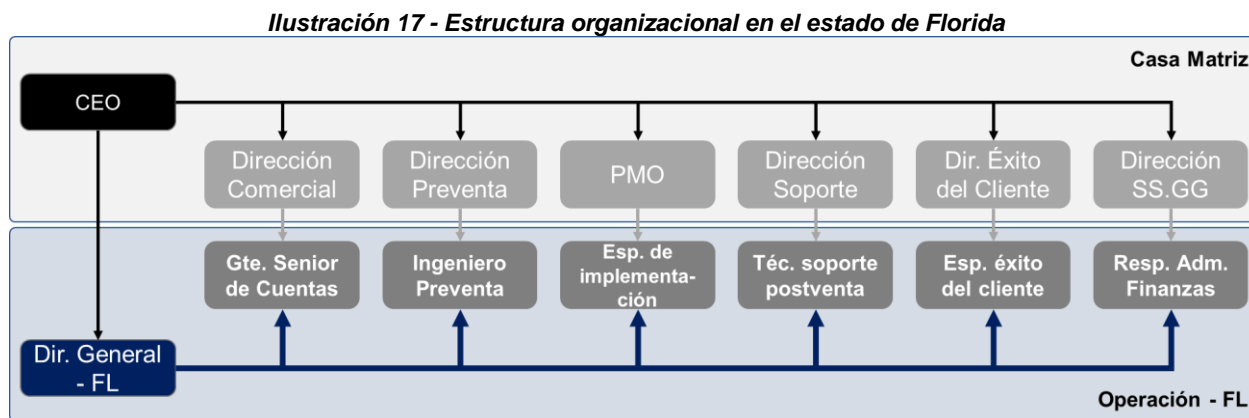 Ilustración 17 - Estructura organizacional en el estado de Florida
Casa Matriz
CEO
Dirección
Comercial
Dirección
Preventa
PMO
Dirección
Soporte
Dir. Éxito
del Cliente
Dirección
SS.GG
Gte. Senior
de Cuentas
Ingeniero
Preventa
Esp. de
implementa-
ción
Téc. soporte
postventa
Esp. éxito
del cliente
Resp. Adm.
Finanzas
Dir. General
- FL
Operación - FL